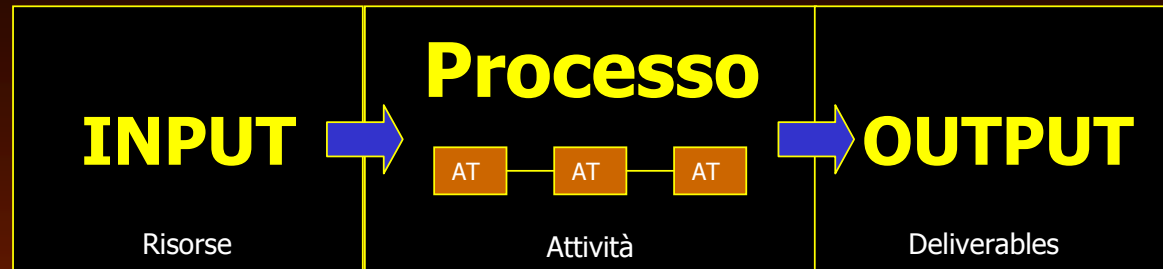 Processo
INPUT
OUTPUT
AT AT AT
Risorse
Attività
Deliverables